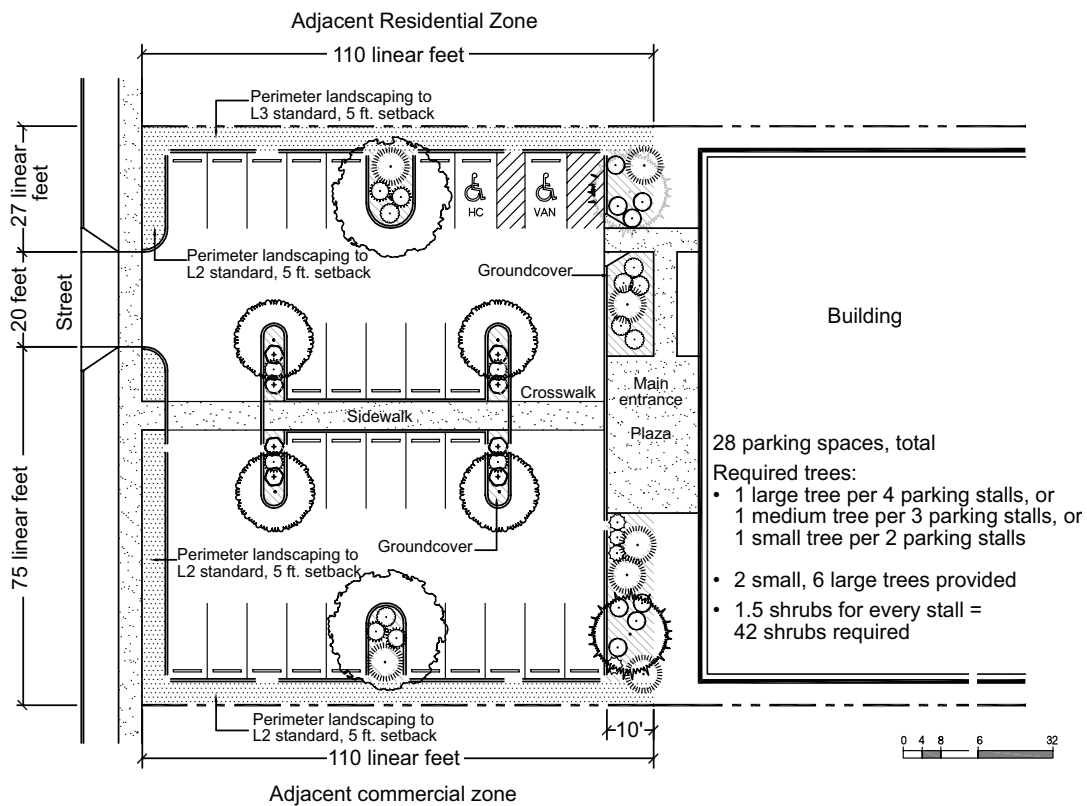 Adjacent Residential Zone
110 linear feet
Perimeter landscaping to
L3 standard, 5 ft. setback
27 linear
feet
HC
VAN
Perimeter landscaping to
L2 standard, 5 ft. setback
Groundcover
20 feet
Street
Building
Crosswalk
Main
entrance
Plaza
Sidewalk
75 linear feet
28 parking spaces, total
Required trees:
• 1 large tree per 4 parking stalls, or
1 medium tree per 3 parking stalls, or
1 small tree per 2 parking stalls
• 2 small, 6 large trees provided
• 1.5 shrubs for every stall =
42 shrubs required
Groundcover
Perimeter landscaping to
L2 standard, 5 ft. setback
Perimeter landscaping to
L2 standard, 5 ft. setback
10'
110 linear feet
0 4 8 6 32
Adjacent commercial zone